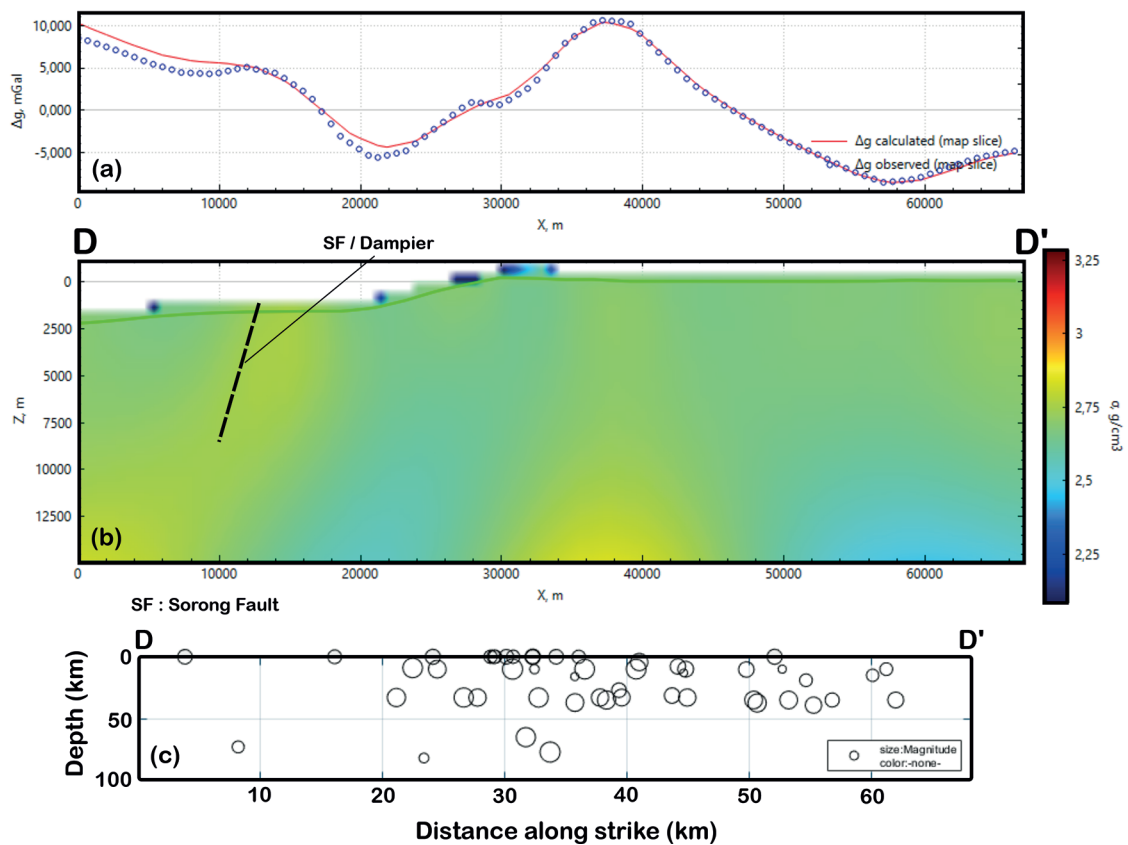 10,000
5,000
0,000
-5,000
Δg, mGal
(a)
Δg calculated (map slice)
Δg observed (map slice)
0 10000 20000 30000 40000 50000 60000
X, m
D D'
SF / Dampier
0
2500
5000
7500
10000
12500
Z, m
(b)
0 10000 20000 30000 40000 50000 60000
X, m
3,25
3
2,75
2,5
2,25
σ, g/cm3
SF : Sorong Fault
D D'
0
50
100
Depth (km)
(c)
size:Magnitude
color:-none-
10 20 30 40 50 60
Distance along strike (km)